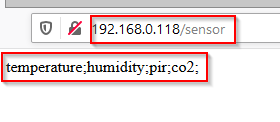 192.168.0.118/sensor
temperature;humidity;pir;co2;